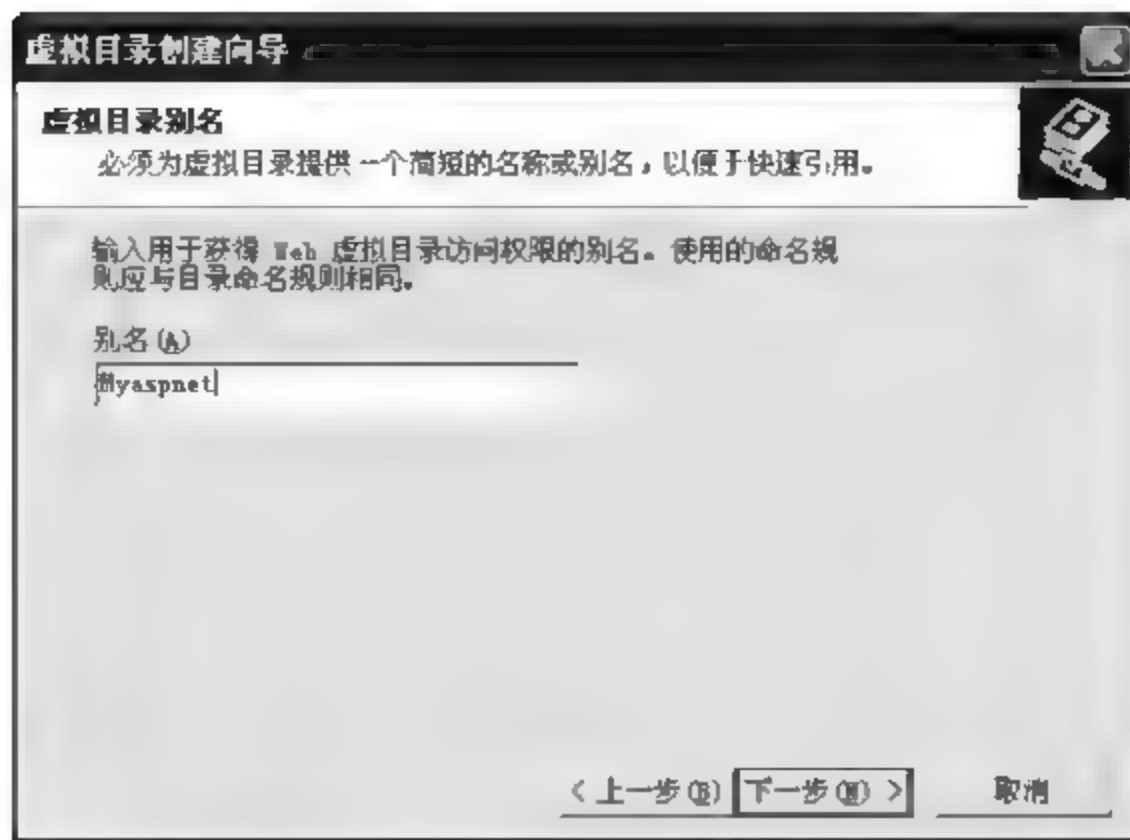 虚拟目录创建向导
虚拟目录别名
必须为虚拟目录提供一个简短的名称或别名，以便于快速引用。
输入用于获得 Web 虚拟目录访问权限的别名。使用的命名规
则应与目录命名规则相同。
别名(A)
Myaspnet
< 上一步(B) 下一步(N) > 取消